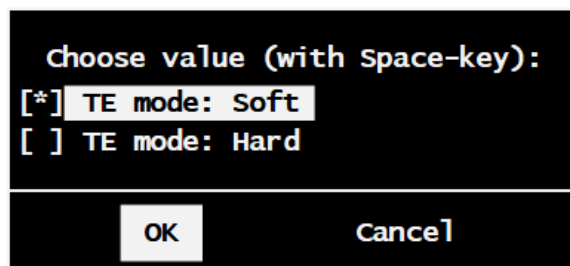 Choose value (with Space-key):
[*] TE mode: Soft
[ ] TE mode: Hard
OK Cancel